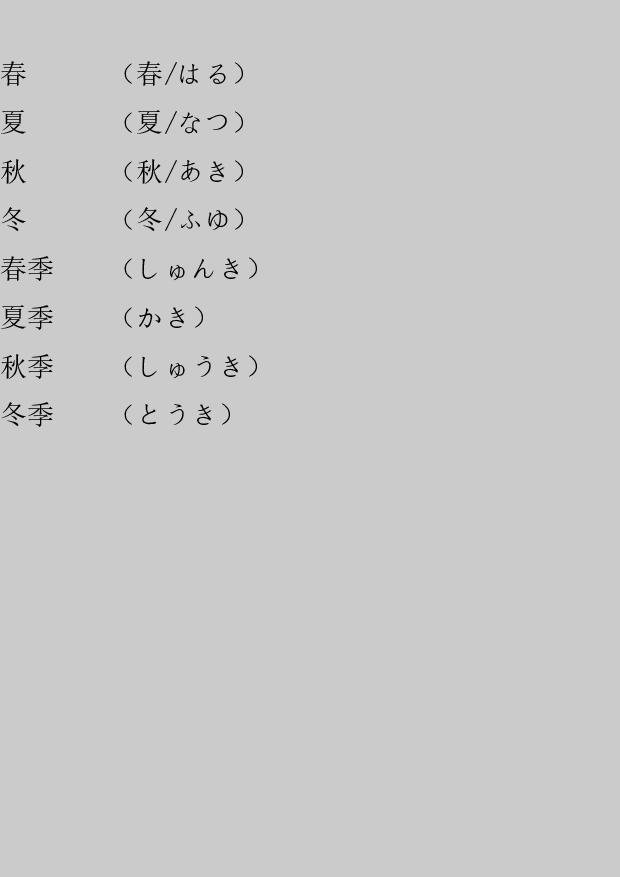 春　　　（春/はる）
夏　　　（夏/なつ）
秋　　　（秋/あき）
冬　　　（冬/ふゆ）
春季　　（しゅんき）
夏季　　（かき）
秋季　　（しゅうき）
冬季　　（とうき）